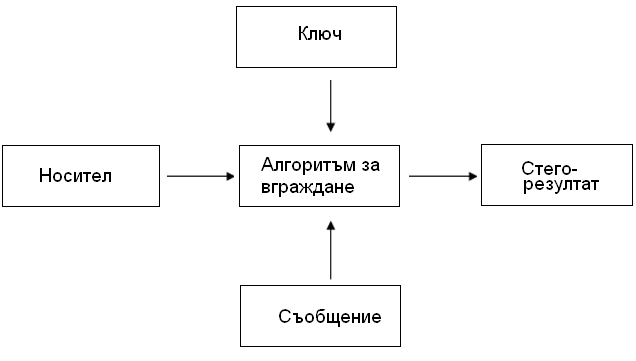 Ключ
Носител
Алгоритъм за
вграждане
Стего-
резултат
Съобщение